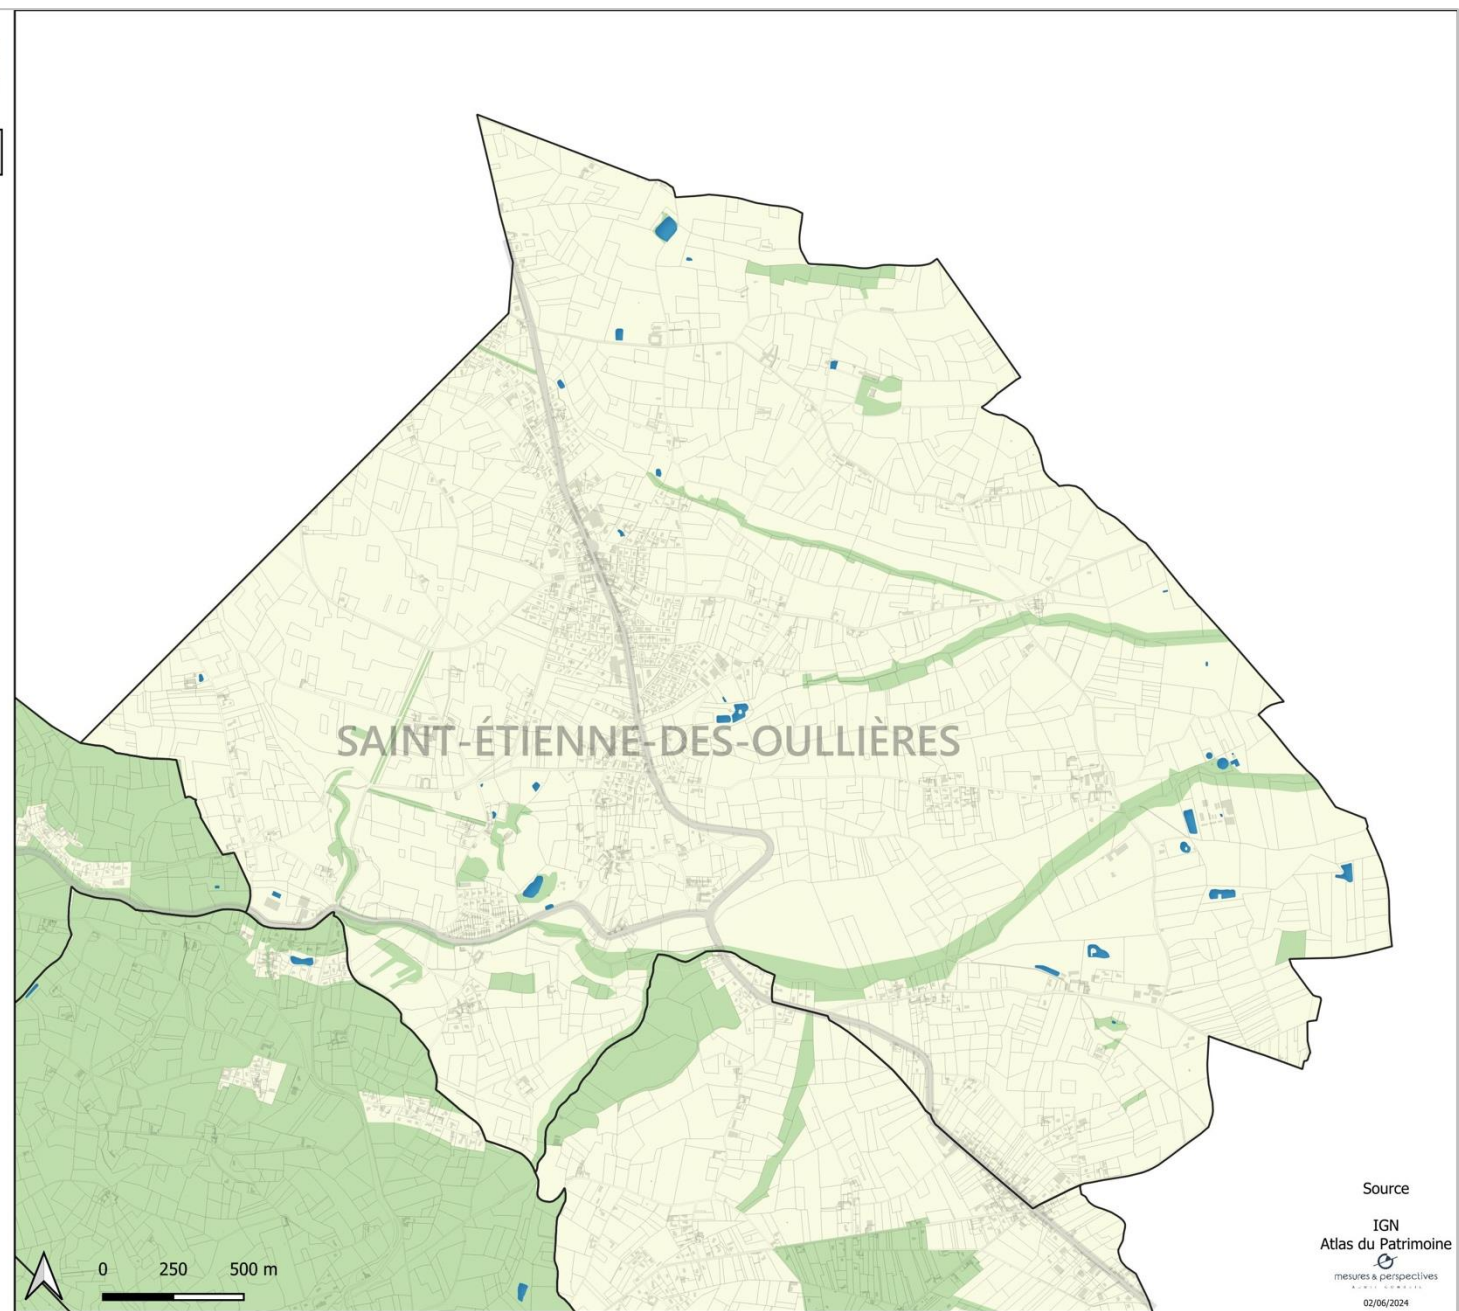 SAINT-ÉTIENNE-DES-OULLIÈRES
0 250 500 m
Source
IGN
Atlas du Patrimoine
mesures & perspectives
02/06/2024